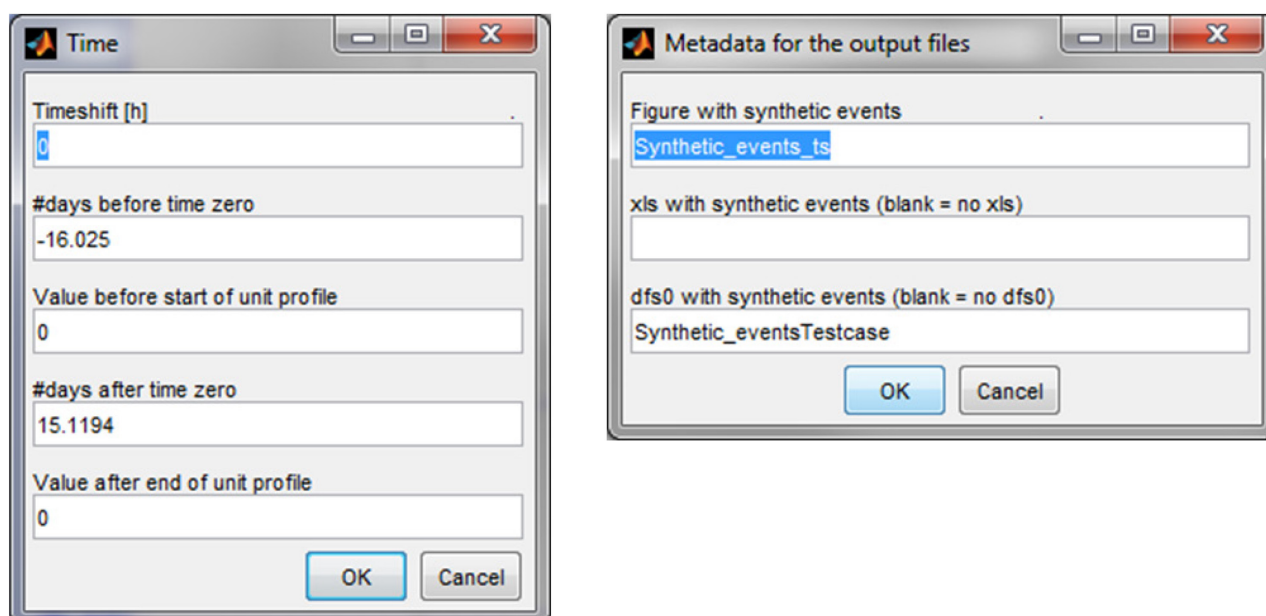 Time
Timeshift [h]
.
0
#days before time zero
-16.025
Value before start of unit profile
0
#days after time zero
15.1194
Value after end of unit profile
0
OK Cancel
Metadata for the output files
Figure with synthetic events
.
Synthetic_events_ts
xls with synthetic events (blank = no xls)
dfs0 with synthetic events (blank = no dfs0)
Synthetic_eventsTestcase
OK Cancel